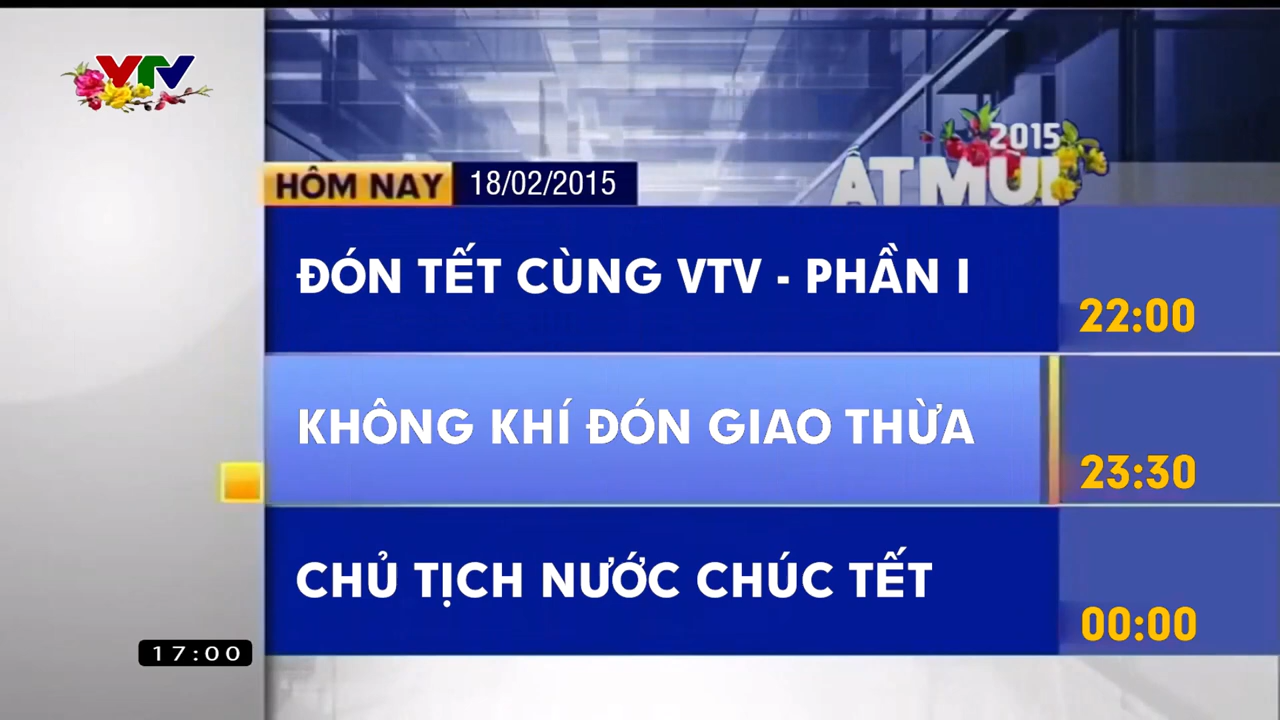 VTV
2015
ẤT MÙI
HÔM NAY 18/02/2015
ĐÓN TẾT CÙNG VTV - PHẦN I
22:00
KHÔNG KHÍ ĐÓN GIAO THỪA
23:30
CHỦ TỊCH NƯỚC CHÚC TẾT
00:00
17:00